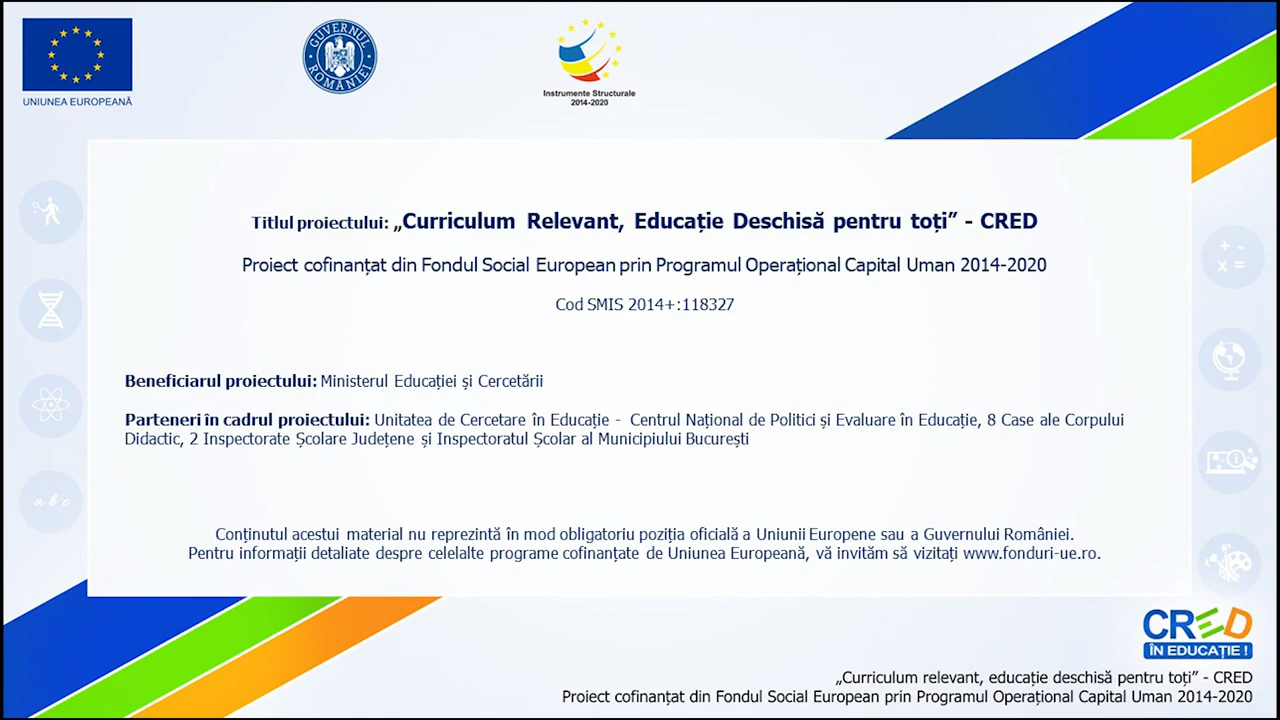 UNIUNEA EUROPEANĂ
GUVERNUL ROMÂNIEI
Instrumente Structurale
2014-2020
Titlul proiectului: „Curriculum Relevant, Educație Deschisă pentru toți” - CRED
Proiect cofinanțat din Fondul Social European prin Programul Operațional Capital Uman 2014-2020
Cod SMIS 2014+:118327
Beneficiarul proiectului: Ministerul Educației și Cercetării
Parteneri în cadrul proiectului: Unitatea de Cercetare în Educație - Centrul Național de Politici și Evaluare în Educație, 8 Case ale Corpului
Didactic, 2 Inspectorate Școlare Județene și Inspectoratul Școlar al Municipiului București
a b c
Conținutul acestui material nu reprezintă în mod obligatoriu poziția oficială a Uniunii Europene sau a Guvernului României.
Pentru informații detaliate despre celelalte programe cofinanțate de Uniunea Europeană, vă invităm să vizitați www.fonduri-ue.ro.
CRED
ÎN EDUCAȚIE !
„Curriculum relevant, educație deschisă pentru toți” - CRED
Proiect cofinanțat din Fondul Social European prin Programul Operațional Capital Uman 2014-2020